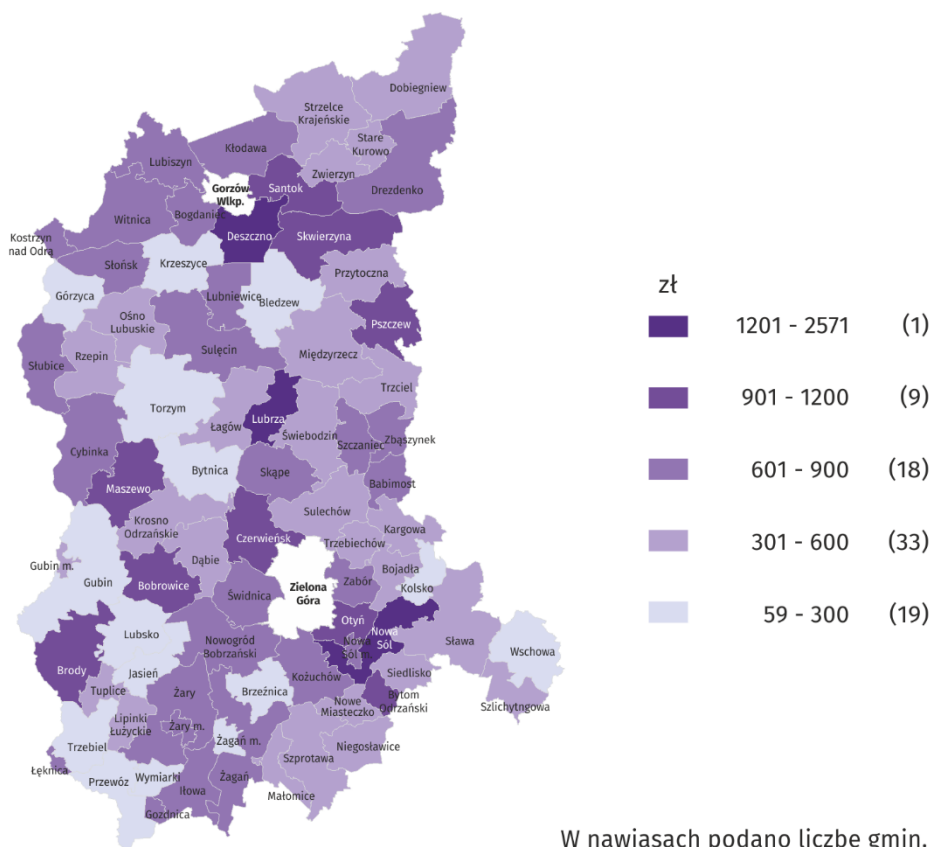 Dobiegniew
Strzelce
Krajeńskie
Stare
Kurowo
Kłodawa
Lubiszyn
Zwierzyn
Gorzów
Wlkp.
Santok
Drezdenko
Witnica
Bogdaniec
Deszczno
Skwierzyna
Kostrzyn
nad Odrą
Słońsk
Krzeszyce
Przytoczna
Górzyca
Lubniewice
Bledzew
Ośno
Lubuskie
Pszczew
Rzepin
Sulęcin
Międzyrzecz
Słubice
Trzciel
Torzym
Łagów
Lubrza
Świebodzin
Szczaniec
Zbąszynek
Cybinka
Bytnica
Skąpe
Babimost
Maszewo
Sulechów
Krosno
Odrzańskie
Czerwieńsk
Trzebiechów
Kargowa
Gubin m.
Gubin
Dąbie
Bojadła
Bobrowice
Zielona
Góra
Zabór
Kolsko
Świdnica
Otyń
Lubsko
Nowogród
Bobrzański
Nowa
Sól m.
Nowa
Sól
Sława
Wschowa
Brody
Jasień
Kożuchów
Siedlisko
Tuplice
Żary
Brzeźnica
Nowe
Miasteczko
Bytom
Odrzański
Szlichtyngowa
Lipinki
Łużyckie
Żary m.
Trzebiel
Żagań m.
Niegosławice
Szprotawa
Łęknica
Przewóz
Wymiarki
Iłowa
Żagań
Małomice
Gozdnica
zł
1201 - 2571 (1)
901 - 1200 (9)
601 - 900 (18)
301 - 600 (33)
59 - 300 (19)
W nawiasach podano liczbę gmin.